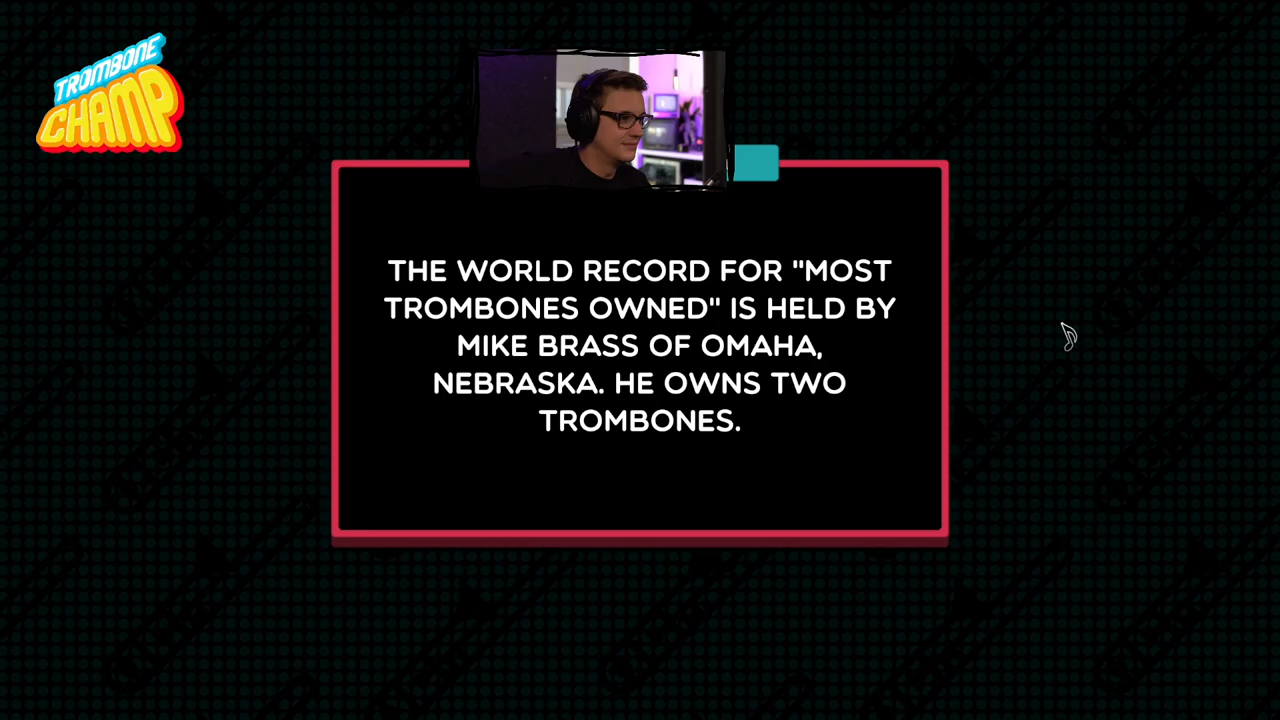 TROMBONE
CHAMP
THE WORLD RECORD FOR "MOST
TROMBONES OWNED" IS HELD BY
MIKE BRASS OF OMAHA,
NEBRASKA. HE OWNS TWO
TROMBONES.